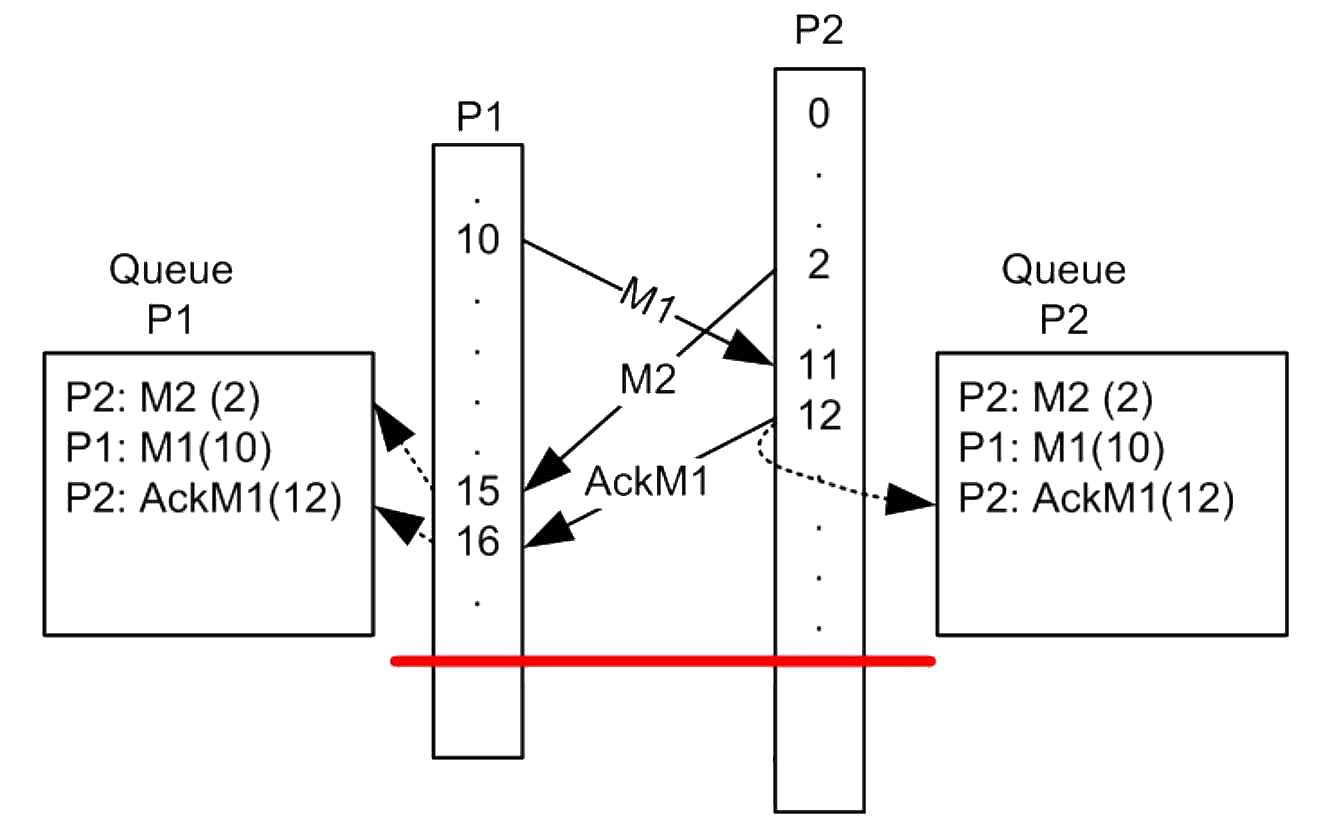 P2
P1
0
.
.
.
10
2
Queue
P1
Queue
P2
M1
.
.
.
.
.
11
M2
12
P2: M2 (2)
P1: M1(10)
P2: AckM1(12)
P2: M2 (2)
P1: M1(10)
P2: AckM1(12)
AckM1
15
16
.
.
.
.
.